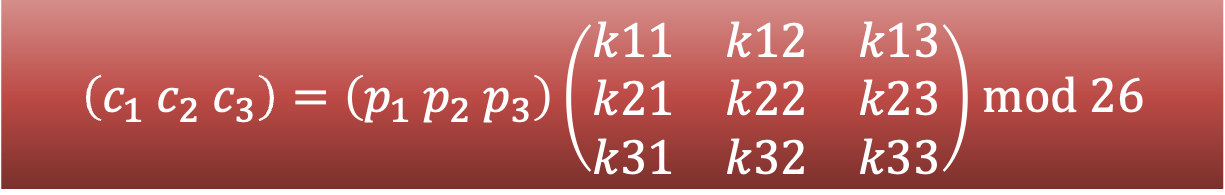 k11 k12 k13
(c₁ c₂ c₃) = (p₁ p₂ p₃) k21 k22 k23 mod 26
k31 k32 k33